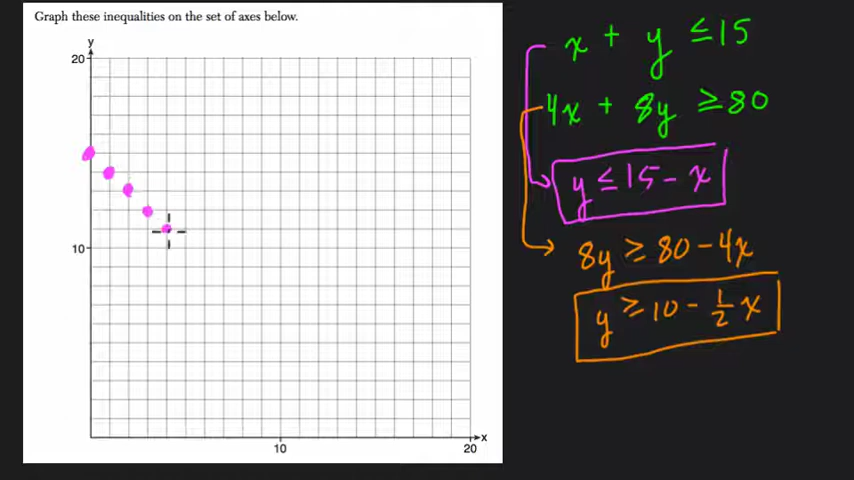 Graph these inequalities on the set of axes below.
y
20
10
10
20
x
x + y ≤ 15
4x + 8y ≥ 80
y ≤ 15 - x
8y ≥ 80 - 4x
y ≥ 10 - 1/2 x